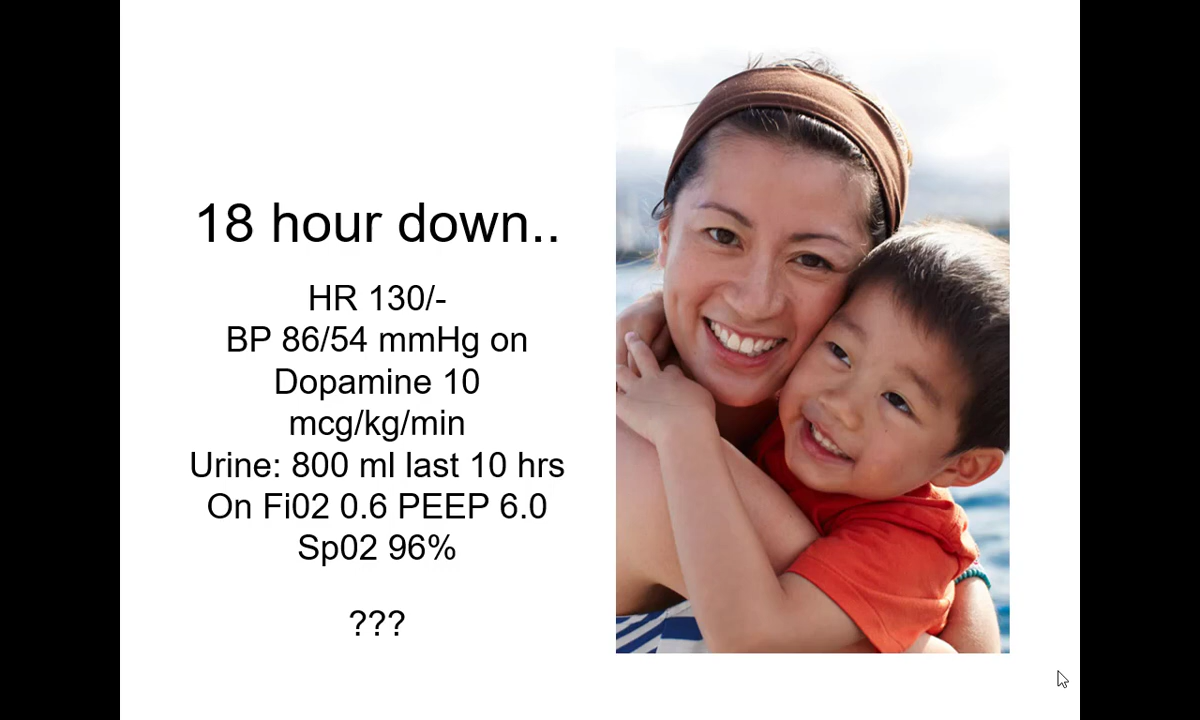 18 hour down..
HR 130/-
BP 86/54 mmHg on
Dopamine 10
mcg/kg/min
Urine: 800 ml last 10 hrs
On Fi02 0.6 PEEP 6.0
Sp02 96%
???